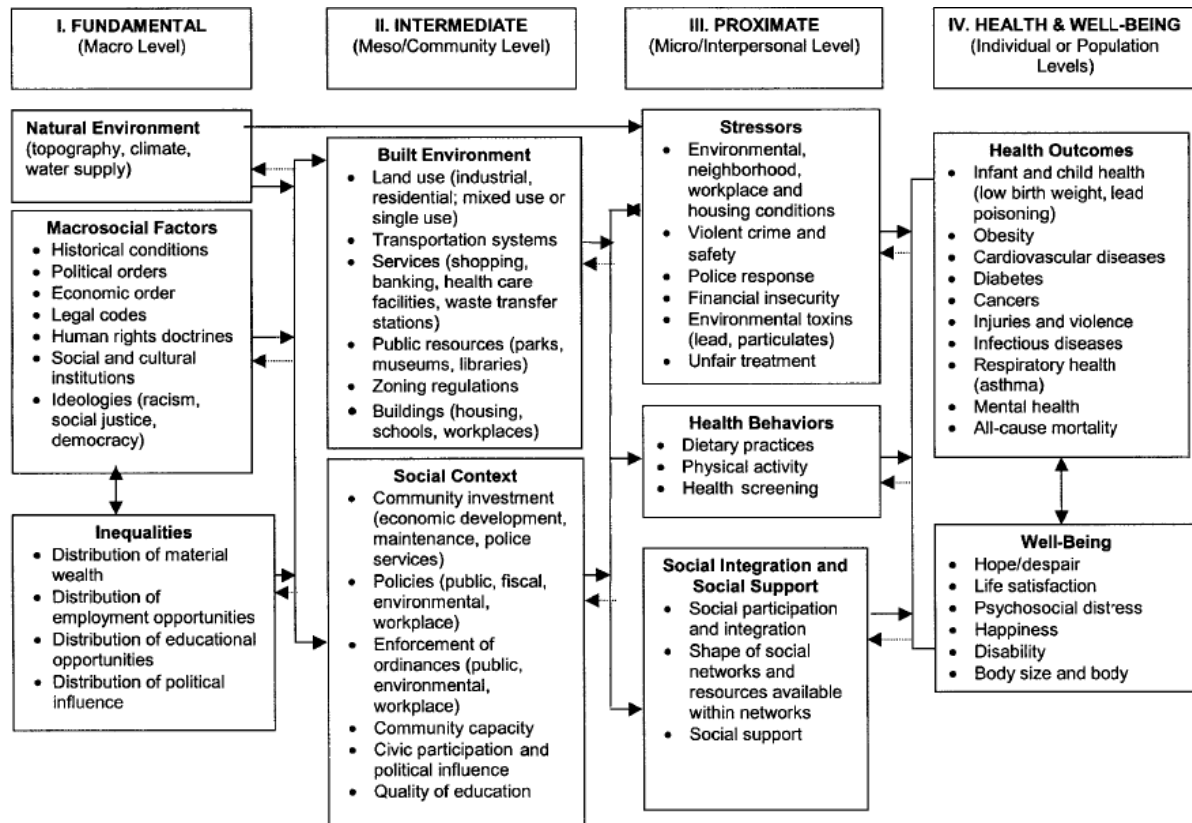 I. FUNDAMENTAL
(Macro Level)
II. INTERMEDIATE
(Meso/Community Level)
III. PROXIMATE
(Micro/Interpersonal Level)
IV. HEALTH & WELL-BEING
(Individual or Population
Levels)
Natural Environment
(topography, climate,
water supply)
Macrosocial Factors
• Historical conditions
• Political orders
• Economic order
• Legal codes
• Human rights doctrines
• Social and cultural
institutions
• Ideologies (racism,
social justice,
democracy)
Inequalities
• Distribution of material
wealth
• Distribution of
employment opportunities
• Distribution of educational
opportunities
• Distribution of political
influence
Built Environment
• Land use (industrial,
residential; mixed use or
single use)
• Transportation systems
• Services (shopping,
banking, health care
facilities, waste transfer
stations)
• Public resources (parks,
museums, libraries)
• Zoning regulations
• Buildings (housing,
schools, workplaces)
Social Context
• Community investment
(economic development,
maintenance, police
services)
• Policies (public, fiscal,
environmental,
workplace)
• Enforcement of
ordinances (public,
environmental,
workplace)
• Community capacity
• Civic participation and
political influence
• Quality of education
Stressors
• Environmental,
neighborhood,
workplace and
housing conditions
• Violent crime and
safety
• Police response
• Financial insecurity
• Environmental toxins
(lead, particulates)
• Unfair treatment
Health Behaviors
• Dietary practices
• Physical activity
• Health screening
Social Integration and
Social Support
• Social participation
and integration
• Shape of social
networks and
resources available
within networks
• Social support
Health Outcomes
• Infant and child health
(low birth weight, lead
poisoning)
• Obesity
• Cardiovascular diseases
• Diabetes
• Cancers
• Injuries and violence
• Infectious diseases
• Respiratory health
(asthma)
• Mental health
• All-cause mortality
Well-Being
• Hope/despair
• Life satisfaction
• Psychosocial distress
• Happiness
• Disability
• Body size and body